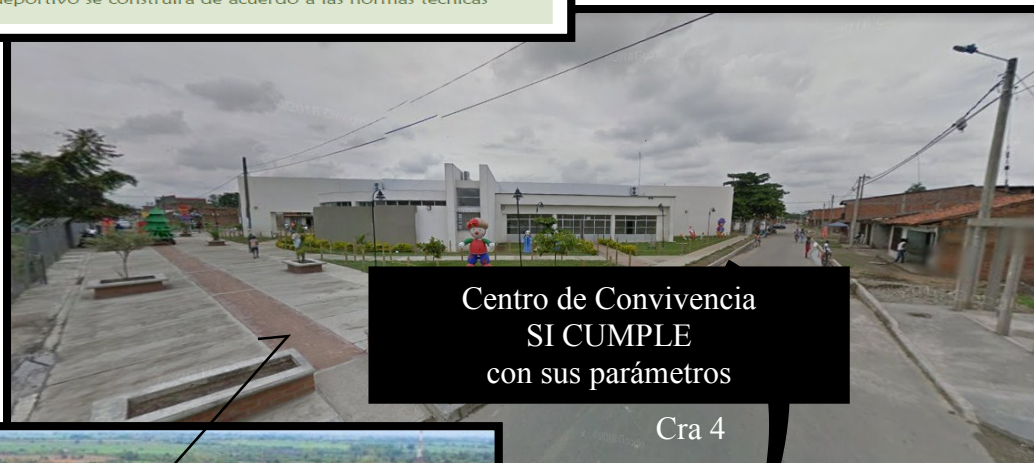 deportivo se construirá de acuerdo a las normas técnicas
Centro de Convivencia
SI CUMPLE
con sus parámetros
Cra 4